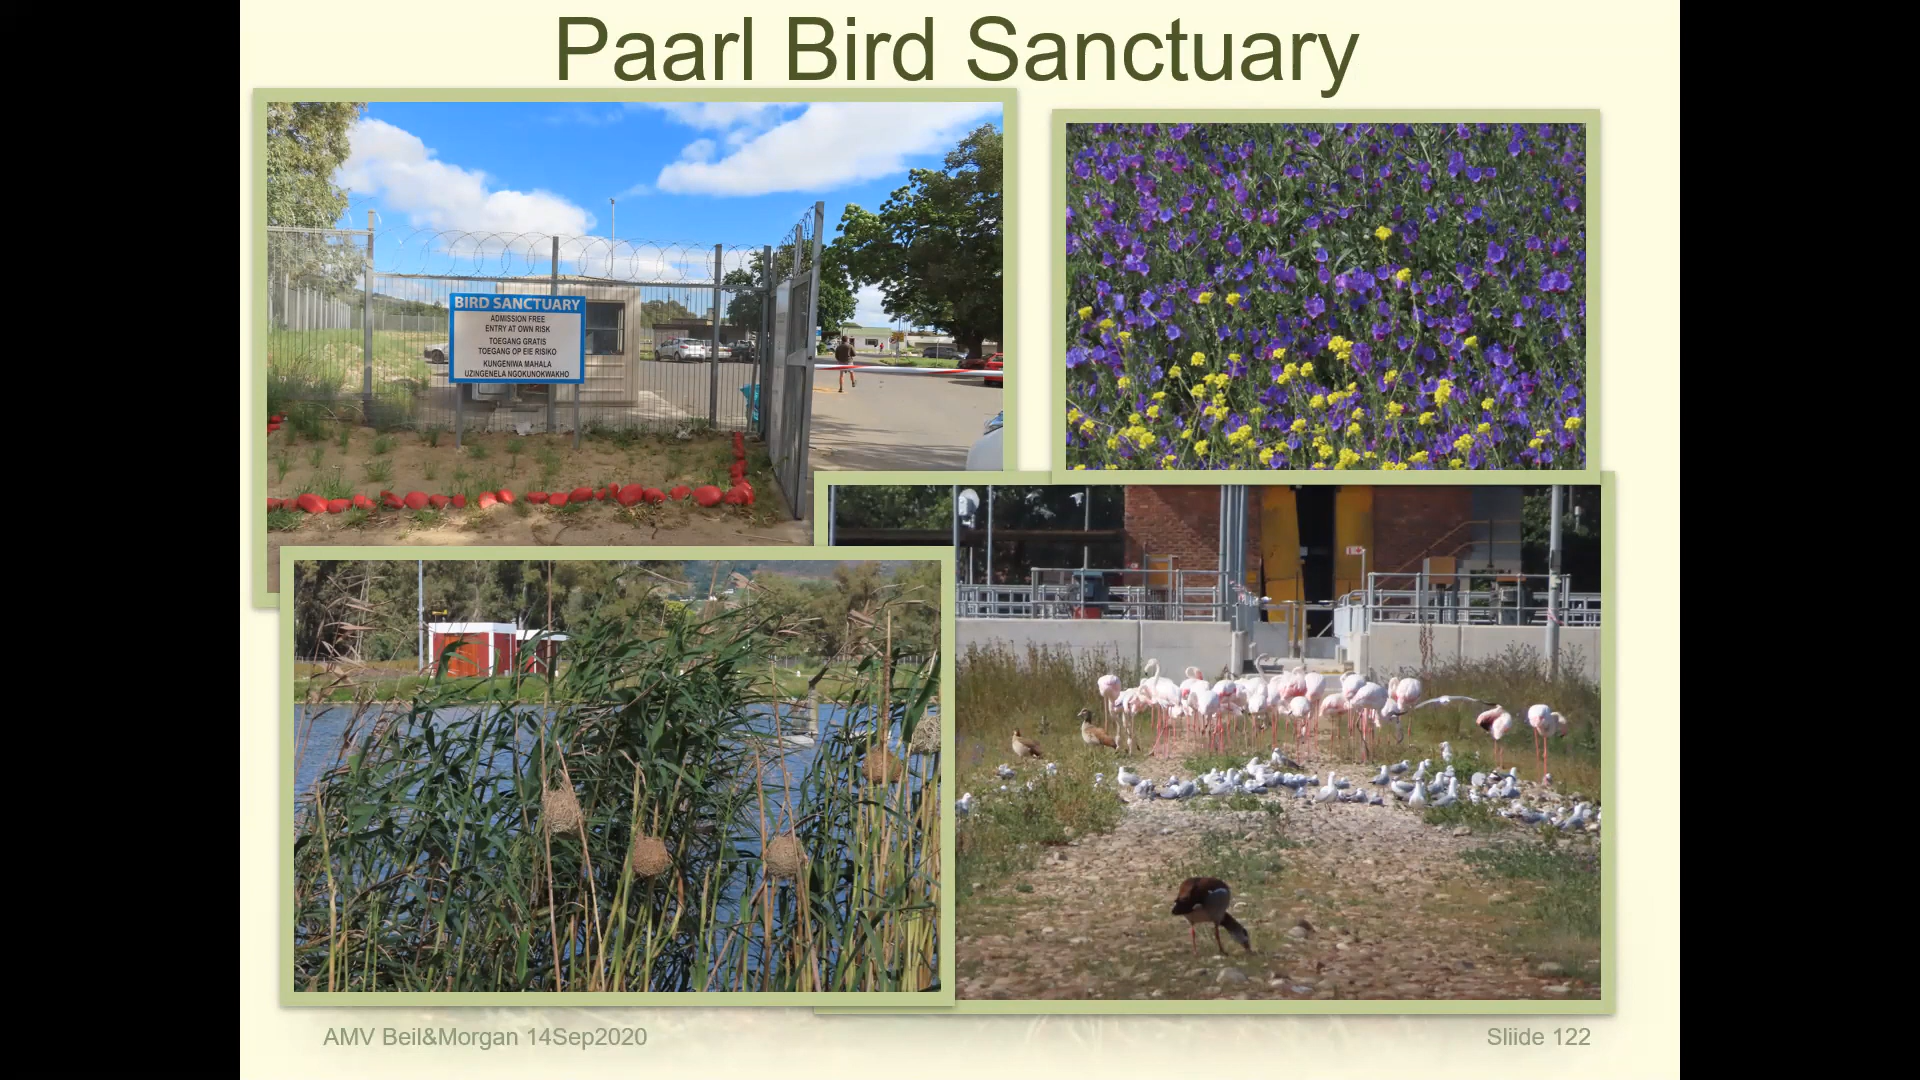 Paarl Bird Sanctuary
BIRD SANCTUARY
ADMISSION FREE
ENTRY AT OWN RISK
TOEGANG GRATIS
TOEGANG OP EIE RISIKO
KUNGENIWA MAHALA
UZINGENELA NGOKUNOKWAKHO
AMV Beil&Morgan 14Sep2020
Sliide 122